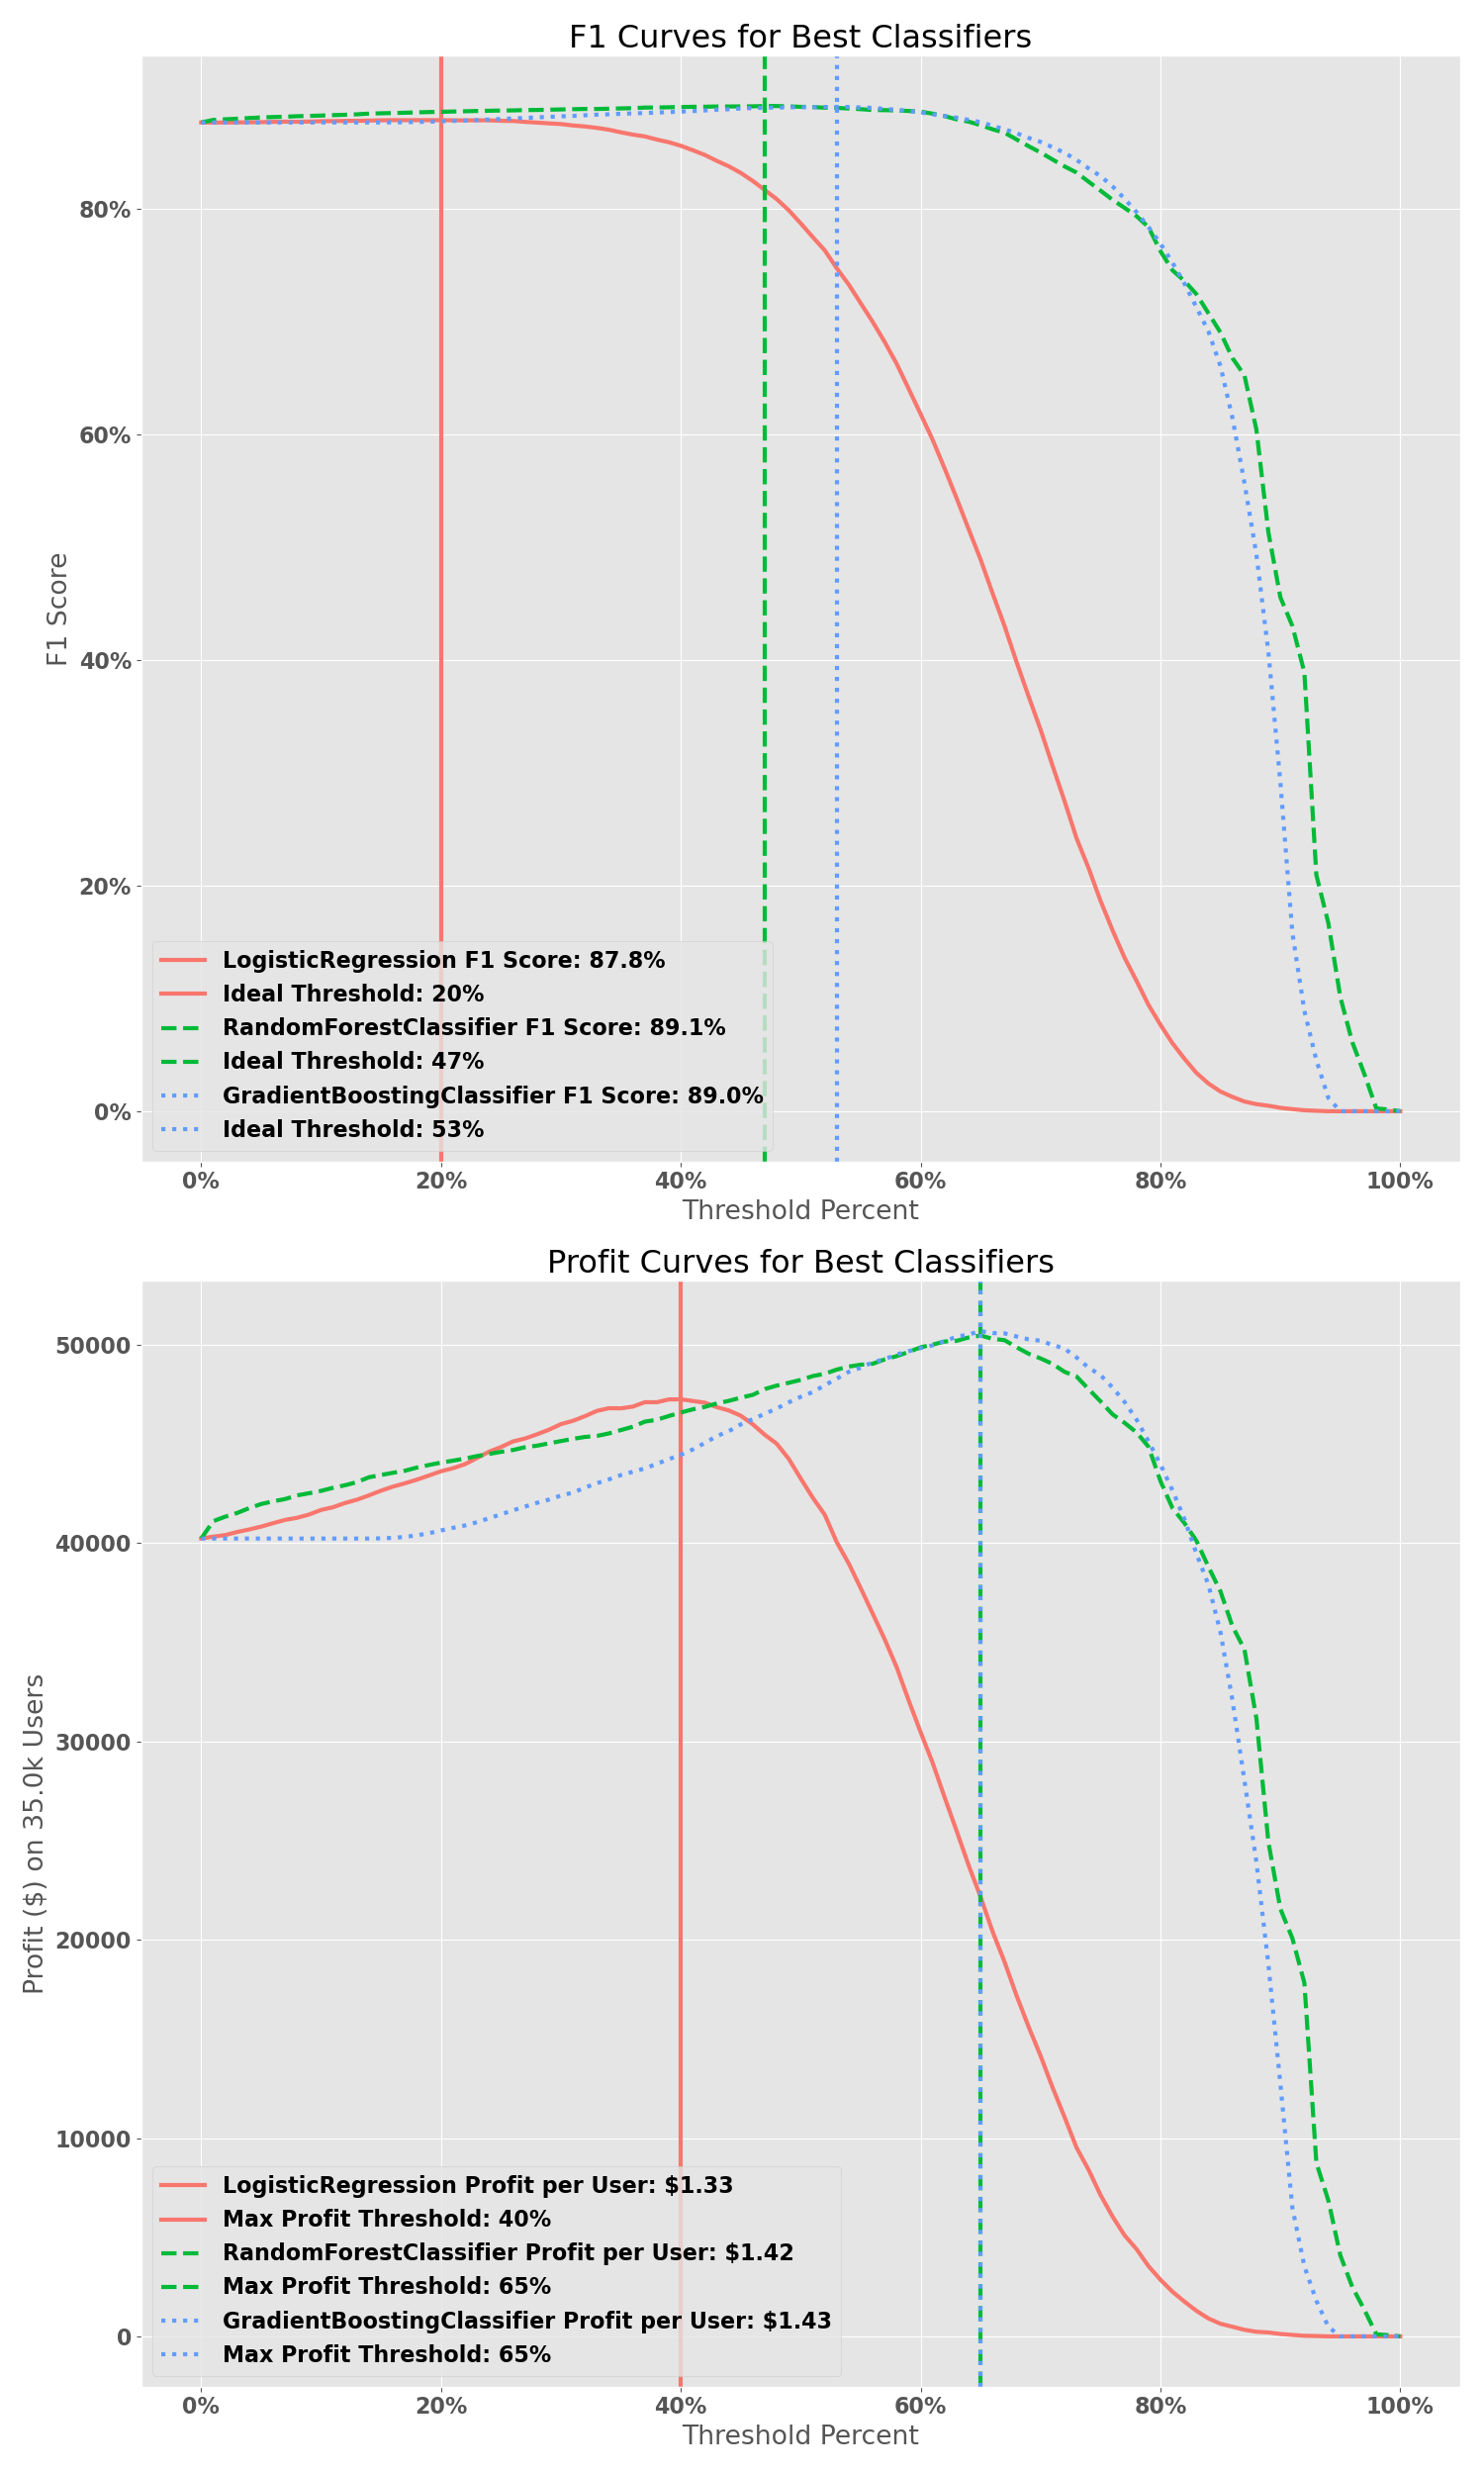 F1 Curves for Best Classifiers
80%
60%
40%
20%
0%
F1 Score
LogisticRegression F1 Score: 87.8%
Ideal Threshold: 20%
RandomForestClassifier F1 Score: 89.1%
Ideal Threshold: 47%
GradientBoostingClassifier F1 Score: 89.0%
Ideal Threshold: 53%
0% 20% 40% 60% 80% 100%
Threshold Percent
Profit Curves for Best Classifiers
50000
40000
30000
20000
10000
0
Profit ($) on 35.0k Users
LogisticRegression Profit per User: $1.33
Max Profit Threshold: 40%
RandomForestClassifier Profit per User: $1.42
Max Profit Threshold: 65%
GradientBoostingClassifier Profit per User: $1.43
Max Profit Threshold: 65%
0% 20% 40% 60% 80% 100%
Threshold Percent